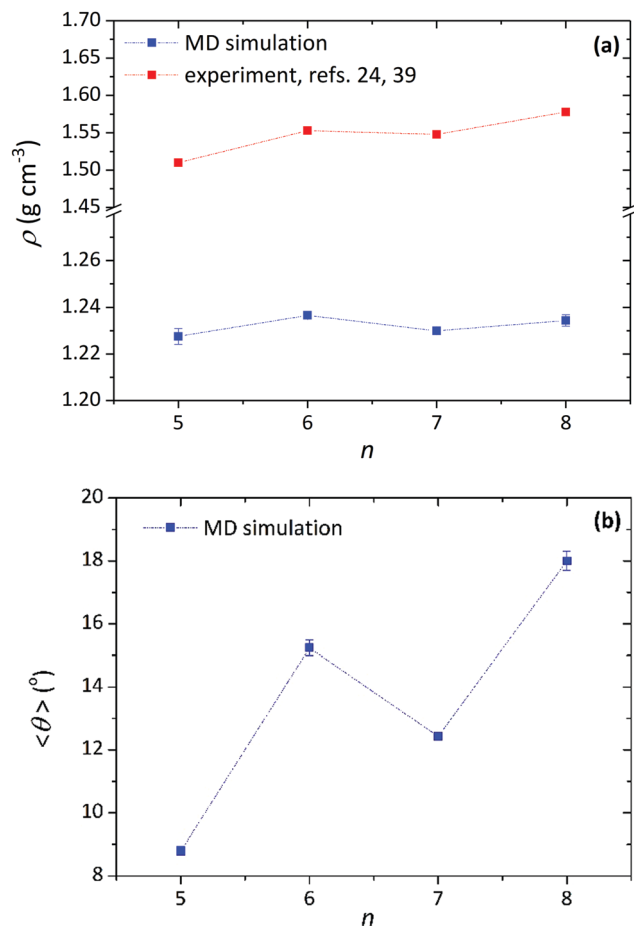 1.70
MD simulation
(a)
experiment, refs. 24, 39
1.65
1.60
1.55
1.50
1.45
1.26
1.24
1.22
1.20
ρ (g cm⁻³)
5 6 7 8
n
20
MD simulation
(b)
18
16
14
12
10
8
<θ> (°)
5 6 7 8
n